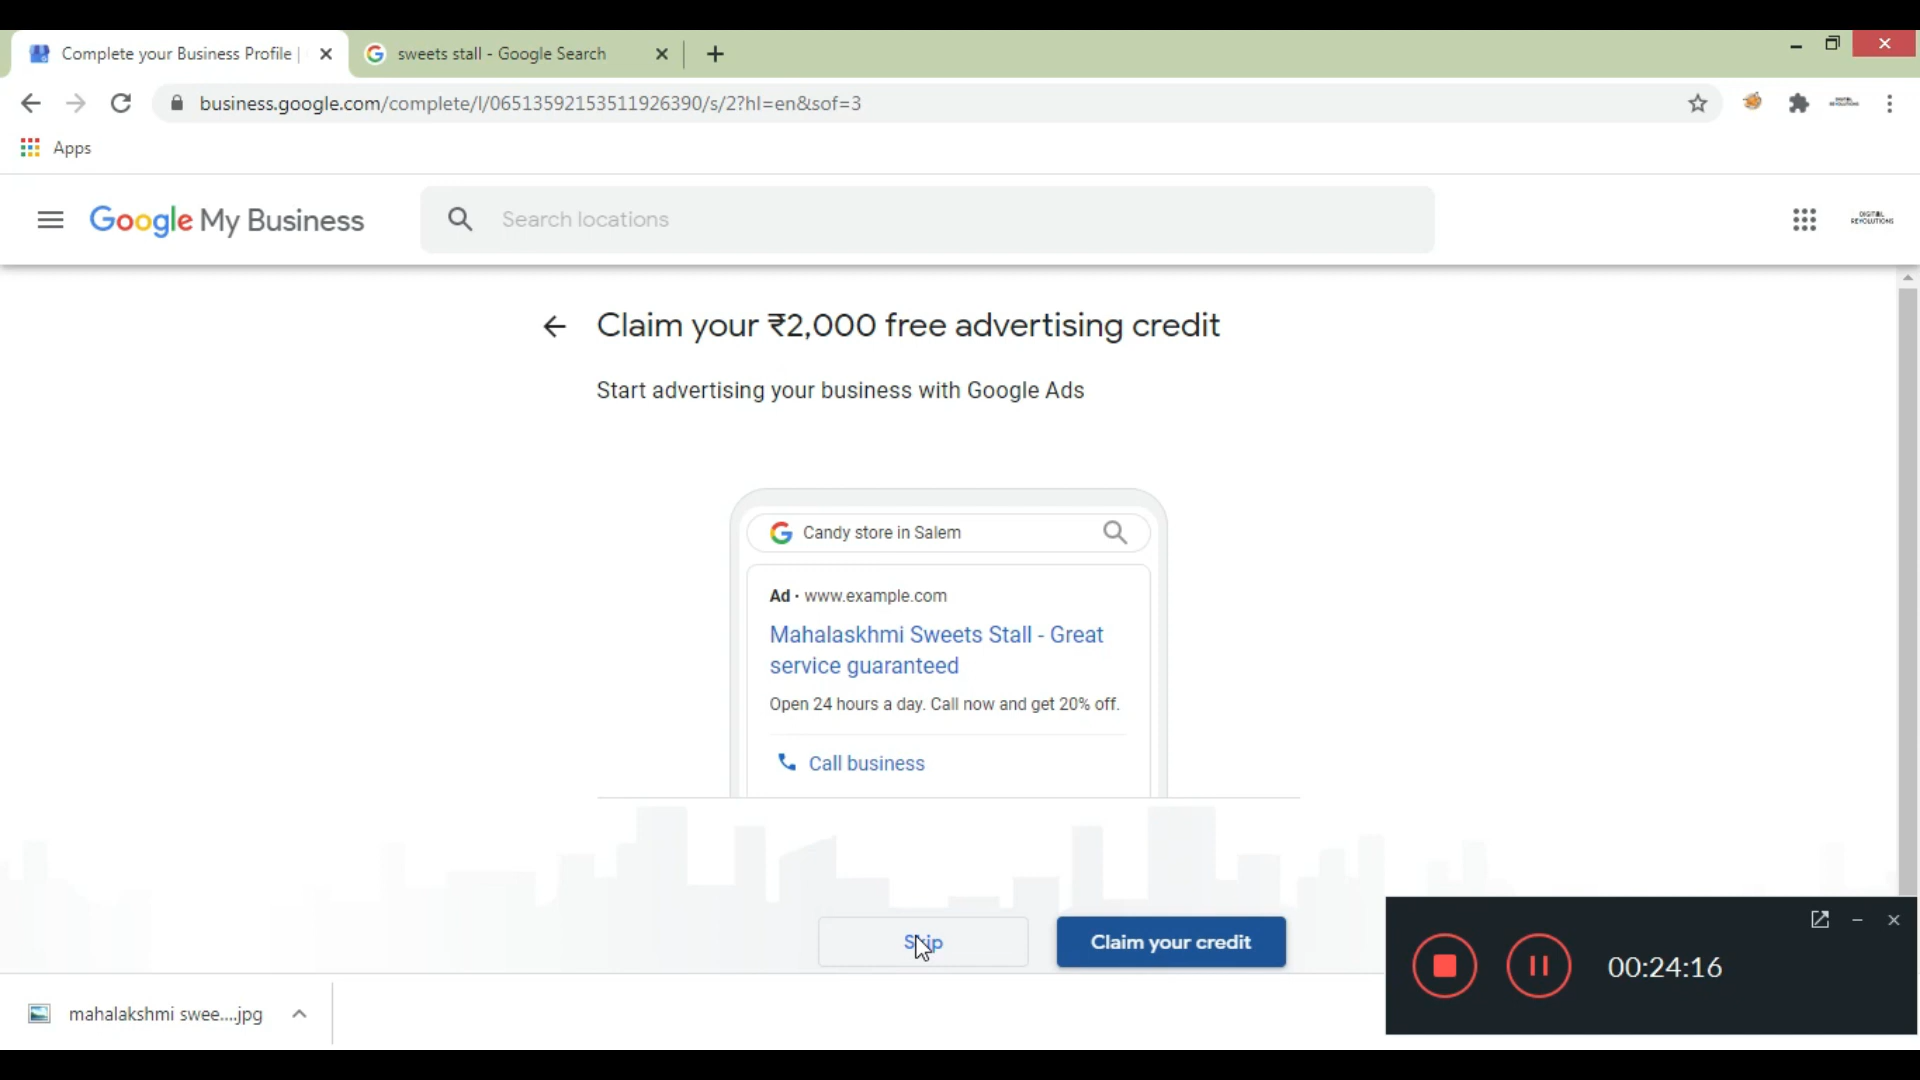 Complete your Business Profile |
sweets stall - Google Search
business.google.com/complete/l/06513592153511926390/s/2?hl=en&sof=3
Apps
Google My Business
Search locations
DIGITAL
REVOLUTIONS
Claim your ₹2,000 free advertising credit
Start advertising your business with Google Ads
Candy store in Salem
Ad · www.example.com
Mahalaskhmi Sweets Stall - Great
service guaranteed
Open 24 hours a day. Call now and get 20% off.
Call business
Skip
Claim your credit
00:24:16
mahalakshmi swee....jpg